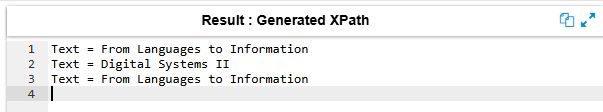 Result : Generated XPath
1 Text = From Languages to Information
2 Text = Digital Systems II
3 Text = From Languages to Information
4